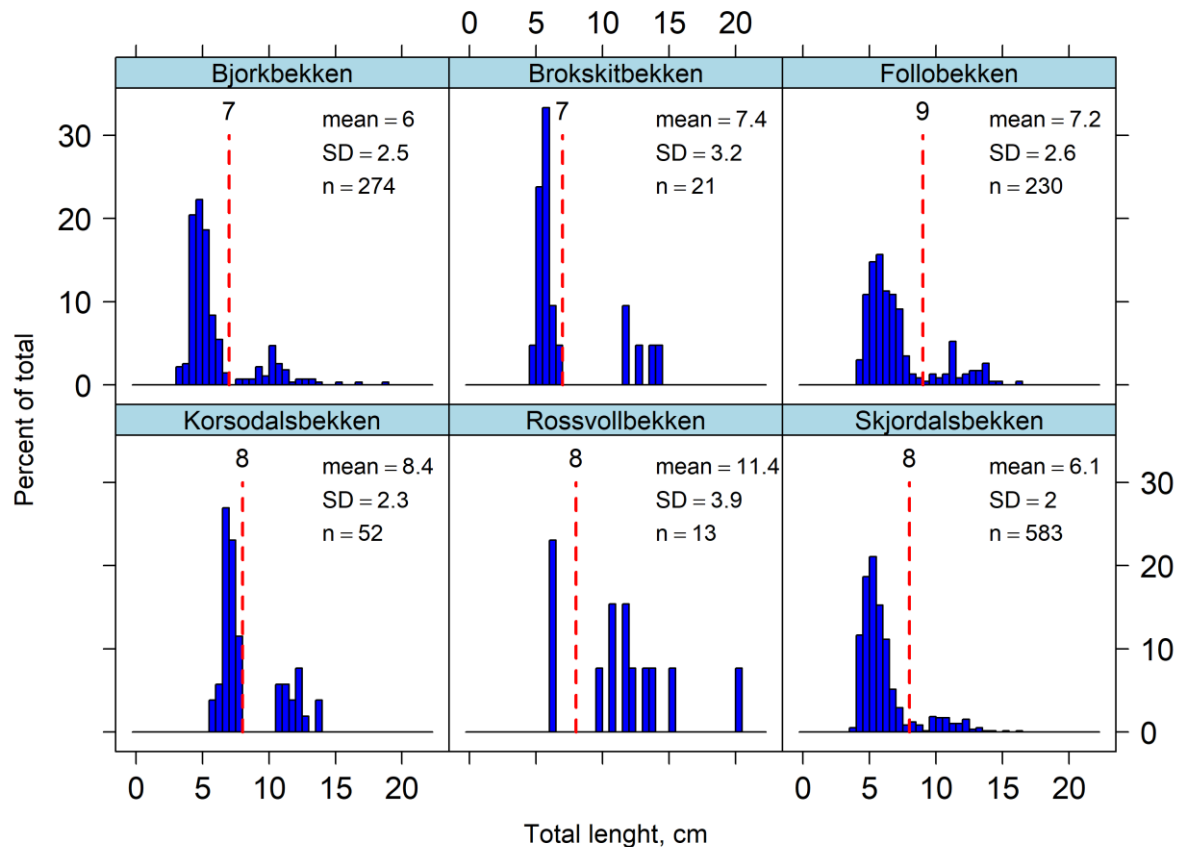 0 5 10 15 20
Bjorkbekken
Brokskitbekken
Follobekken
7
mean = 6
SD = 2.5
n = 274
7
mean = 7.4
SD = 3.2
n = 21
9
mean = 7.2
SD = 2.6
n = 230
30
20
10
0
Korsodalsbekken
Rossvollbekken
Skjordalsbekken
8
mean = 8.4
SD = 2.3
n = 52
8
mean = 11.4
SD = 3.9
n = 13
8
mean = 6.1
SD = 2
n = 583
30
20
10
0
0 5 10 15 20
0 5 10 15 20
Percent of total
Total lenght, cm